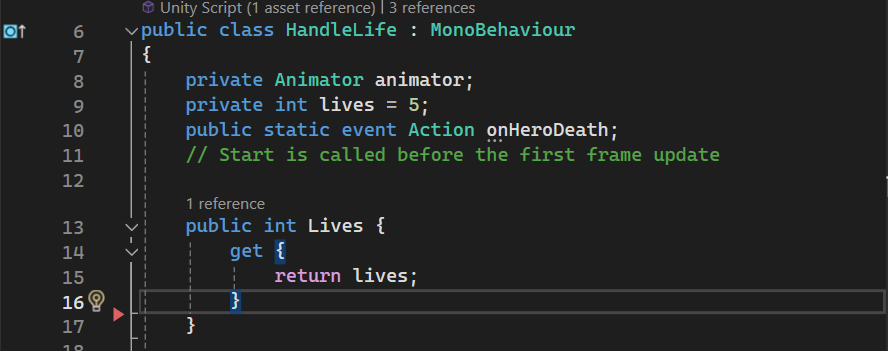 Unity Script (1 asset reference) | 3 references
6 public class HandleLife : MonoBehaviour
7 {
8 private Animator animator;
9 private int lives = 5;
10 public static event Action onHeroDeath;
11 // Start is called before the first frame update
12
1 reference
13 public int Lives {
14 get {
15 return lives;
16 }
17 }
18